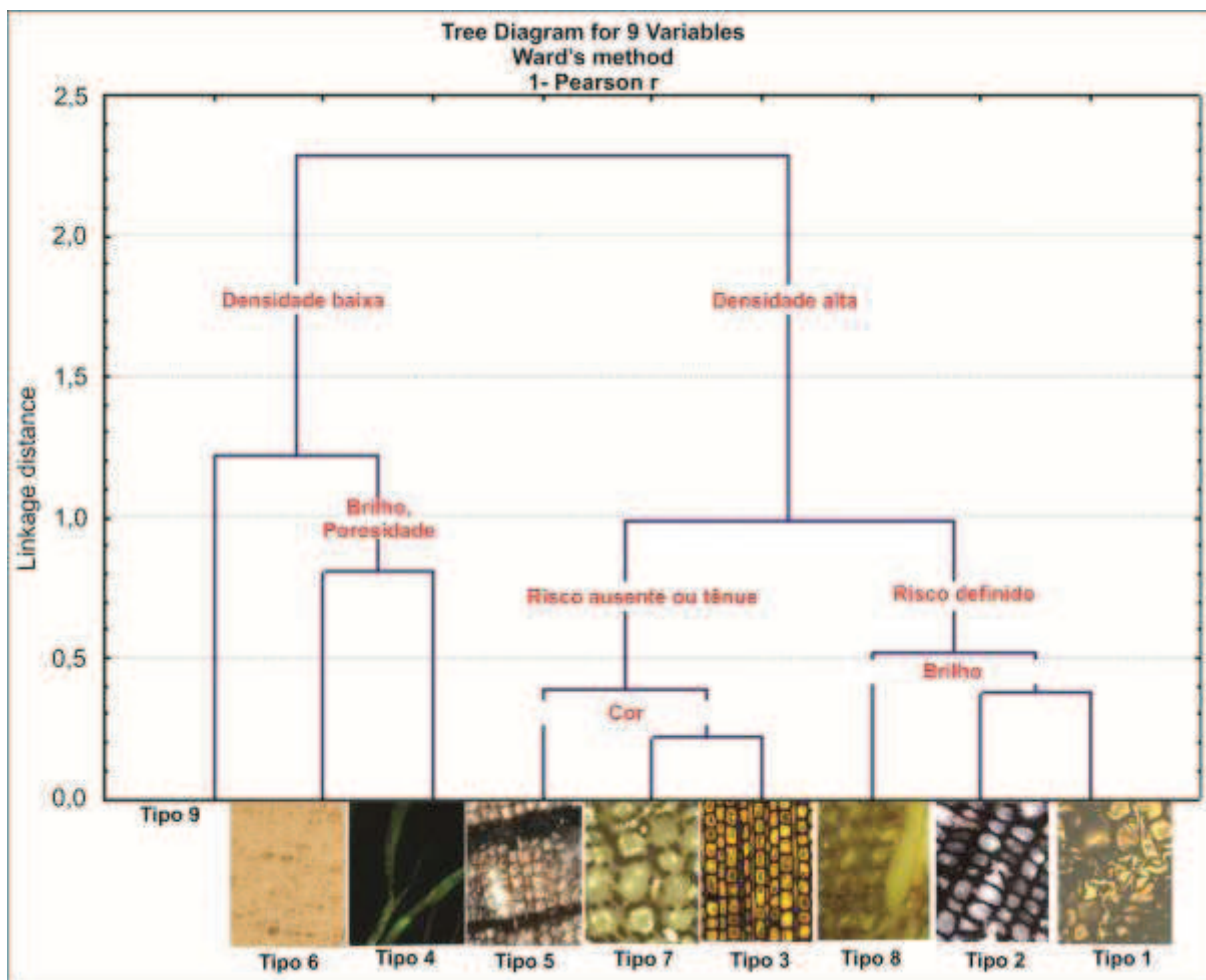 Tree Diagram for 9 Variables
Ward's method
1- Pearson r
2,5
2,0
1,5
1,0
0,5
0,0
Linkage distance
Densidade baixa
Densidade alta
Brilho,
Porosidade
Risco ausente ou tênue
Risco definido
Brilho
Cor
Tipo 9
Tipo 6
Tipo 4
Tipo 5
Tipo 7
Tipo 3
Tipo 8
Tipo 2
Tipo 1